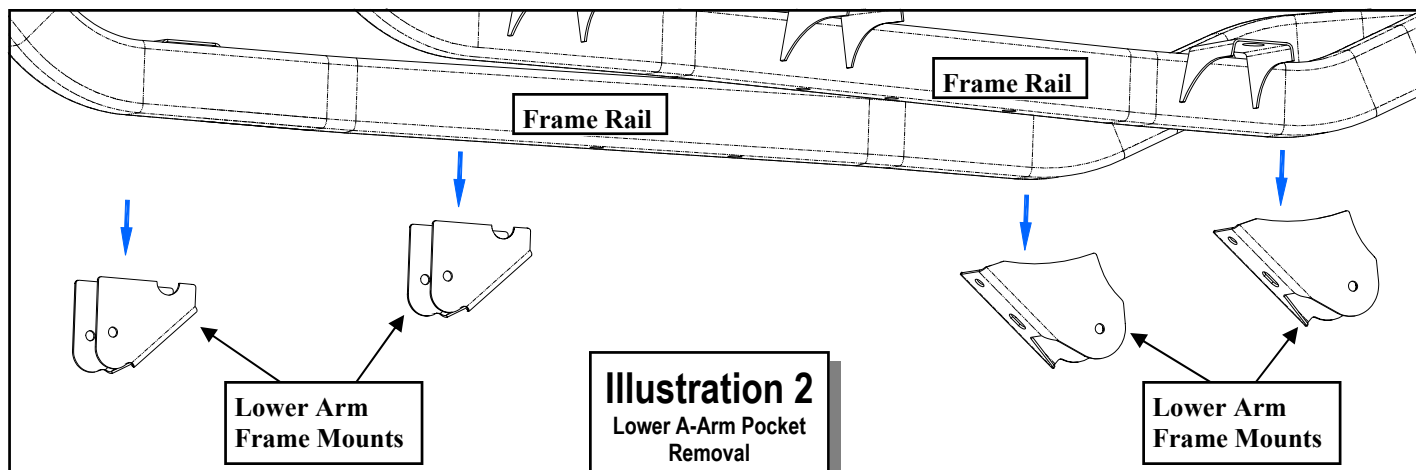 Frame Rail
Frame Rail
Lower Arm
Frame Mounts
Illustration 2
Lower A-Arm Pocket
Removal
Lower Arm
Frame Mounts